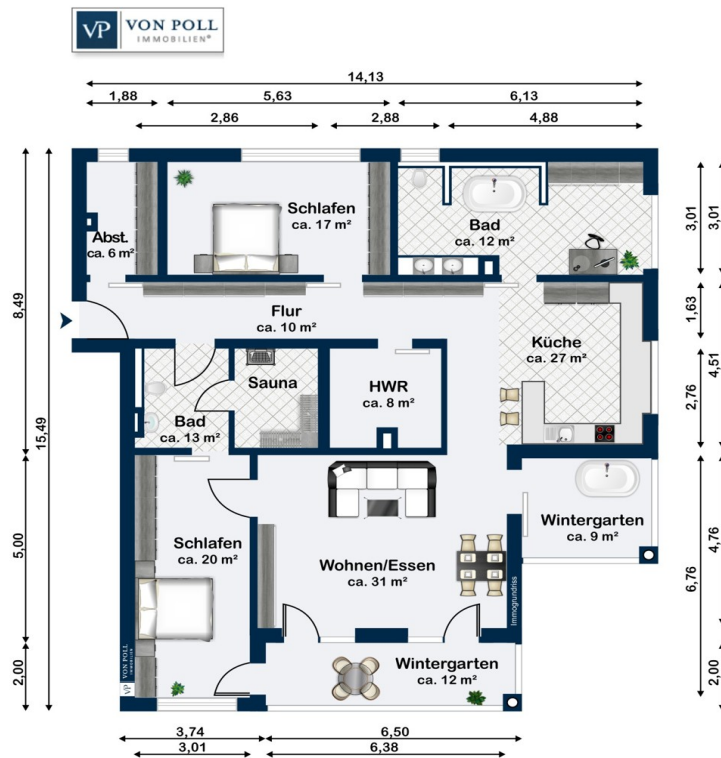 VP VON POLL
IMMOBILIEN®
14,13
1,88 5,63 6,13
2,86 2,88 4,88
Schlafen
ca. 17 m²
Bad
ca. 12 m²
Abst.
ca. 6 m²
3,01 3,01
Flur
ca. 10 m²
8,49
1,63
Küche
ca. 27 m²
4,51
Sauna
HWR
ca. 8 m²
2,76
Bad
ca. 13 m²
15,49
Wintergarten
ca. 9 m²
4,76
Schlafen
ca. 20 m²
Wohnen/Essen
ca. 31 m²
5,00
6,76
Immogrundriss
Wintergarten
ca. 12 m²
2,00 2,00
VP VON POLL
IMMOBILIEN
3,74 6,50
3,01 6,38